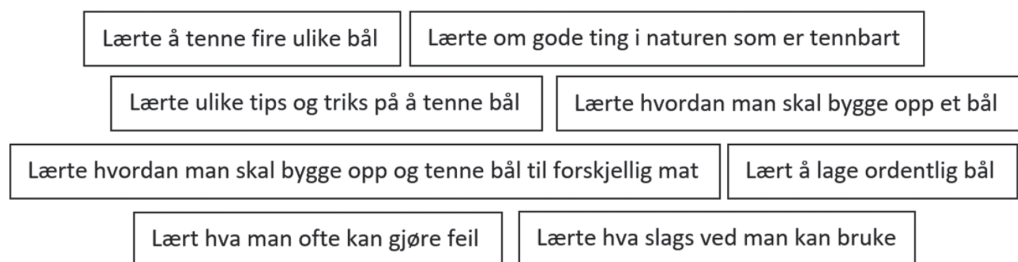 Lærte å tenne fire ulike bål
Lærte om gode ting i naturen som er tennbart
Lærte ulike tips og triks på å tenne bål
Lærte hvordan man skal bygge opp et bål
Lærte hvordan man skal bygge opp og tenne bål til forskjellig mat
Lært å lage ordentlig bål
Lært hva man ofte kan gjøre feil
Lærte hva slags ved man kan bruke